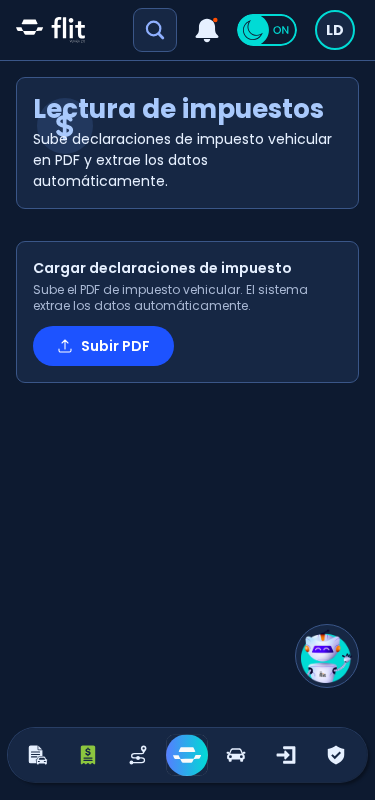 flit
ON
LD
Lectura de impuestos
$
Sube declaraciones de impuesto vehicular
en PDF y extrae los datos
automáticamente.
Cargar declaraciones de impuesto
Sube el PDF de impuesto vehicular. El sistema
extrae los datos automáticamente.
Subir PDF
$